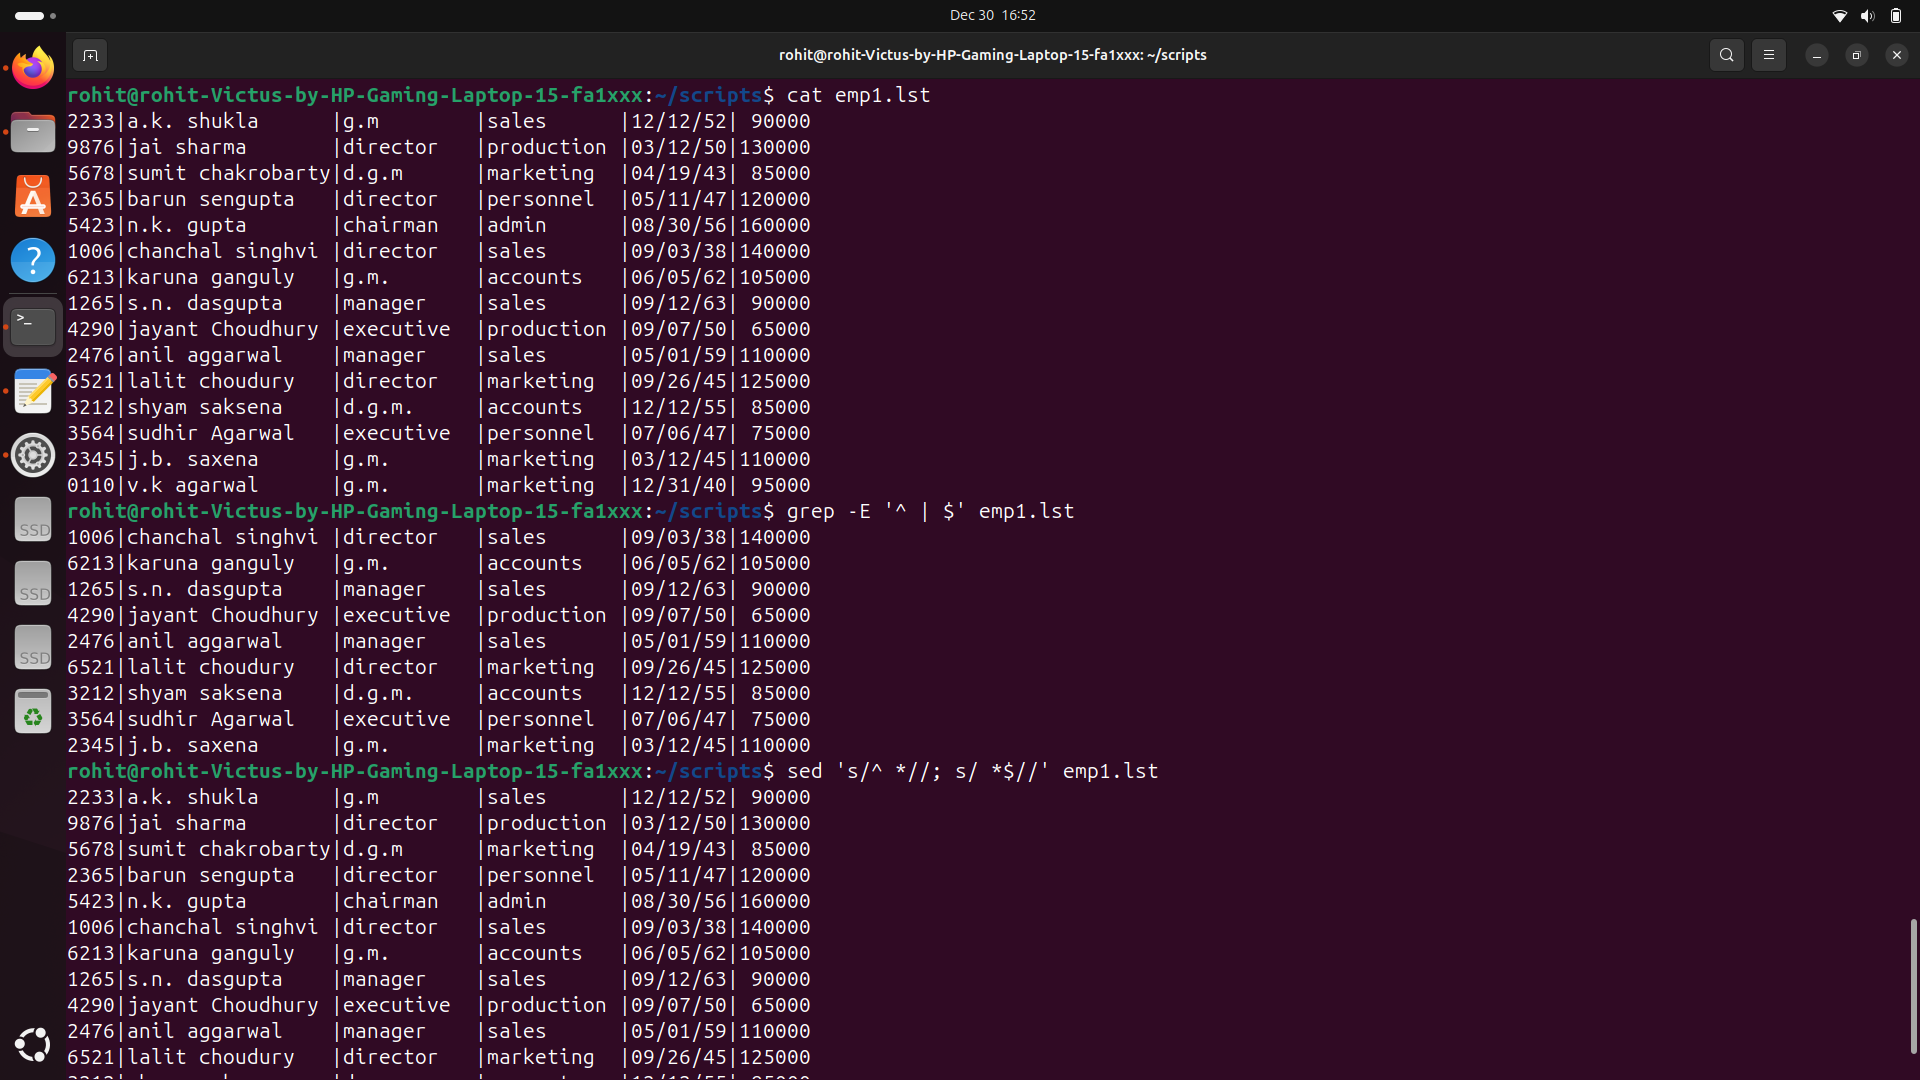 Dec 30 16:52
rohit@rohit-Victus-by-HP-Gaming-Laptop-15-fa1xxx: ~/scripts
rohit@rohit-Victus-by-HP-Gaming-Laptop-15-fa1xxx:~/scripts$ cat emp1.lst
2233|a.k. shukla      |g.m        |sales      |12/12/52| 90000
9876|jai sharma       |director   |production |03/12/50|130000
5678|sumit chakrobarty|d.g.m      |marketing  |04/19/43| 85000
2365|barun sengupta   |director   |personnel  |05/11/47|120000
5423|n.k. gupta       |chairman   |admin      |08/30/56|160000
1006|chanchal singhvi |director   |sales      |09/03/38|140000
6213|karuna ganguly   |g.m.       |accounts   |06/05/62|105000
1265|s.n. dasgupta    |manager    |sales      |09/12/63| 90000
4290|jayant Choudhury |executive  |production |09/07/50| 65000
2476|anil aggarwal    |manager    |sales      |05/01/59|110000
6521|lalit choudury   |director   |marketing  |09/26/45|125000
3212|shyam saksena    |d.g.m.     |accounts   |12/12/55| 85000
3564|sudhir Agarwal   |executive  |personnel  |07/06/47| 75000
2345|j.b. saxena      |g.m.       |marketing  |03/12/45|110000
0110|v.k agarwal      |g.m.       |marketing  |12/31/40| 95000
rohit@rohit-Victus-by-HP-Gaming-Laptop-15-fa1xxx:~/scripts$ grep -E '^ | $' emp1.lst
1006|chanchal singhvi |director   |sales      |09/03/38|140000
6213|karuna ganguly   |g.m.       |accounts   |06/05/62|105000
1265|s.n. dasgupta    |manager    |sales      |09/12/63| 90000
4290|jayant Choudhury |executive  |production |09/07/50| 65000
2476|anil aggarwal    |manager    |sales      |05/01/59|110000
6521|lalit choudury   |director   |marketing  |09/26/45|125000
3212|shyam saksena    |d.g.m.     |accounts   |12/12/55| 85000
3564|sudhir Agarwal   |executive  |personnel  |07/06/47| 75000
2345|j.b. saxena      |g.m.       |marketing  |03/12/45|110000
rohit@rohit-Victus-by-HP-Gaming-Laptop-15-fa1xxx:~/scripts$ sed 's/^ *//; s/ *$//' emp1.lst
2233|a.k. shukla      |g.m        |sales      |12/12/52| 90000
9876|jai sharma       |director   |production |03/12/50|130000
5678|sumit chakrobarty|d.g.m      |marketing  |04/19/43| 85000
2365|barun sengupta   |director   |personnel  |05/11/47|120000
5423|n.k. gupta       |chairman   |admin      |08/30/56|160000
1006|chanchal singhvi |director   |sales      |09/03/38|140000
6213|karuna ganguly   |g.m.       |accounts   |06/05/62|105000
1265|s.n. dasgupta    |manager    |sales      |09/12/63| 90000
4290|jayant Choudhury |executive  |production |09/07/50| 65000
2476|anil aggarwal    |manager    |sales      |05/01/59|110000
6521|lalit choudury   |director   |marketing  |09/26/45|125000
SSD
SSD
SSD